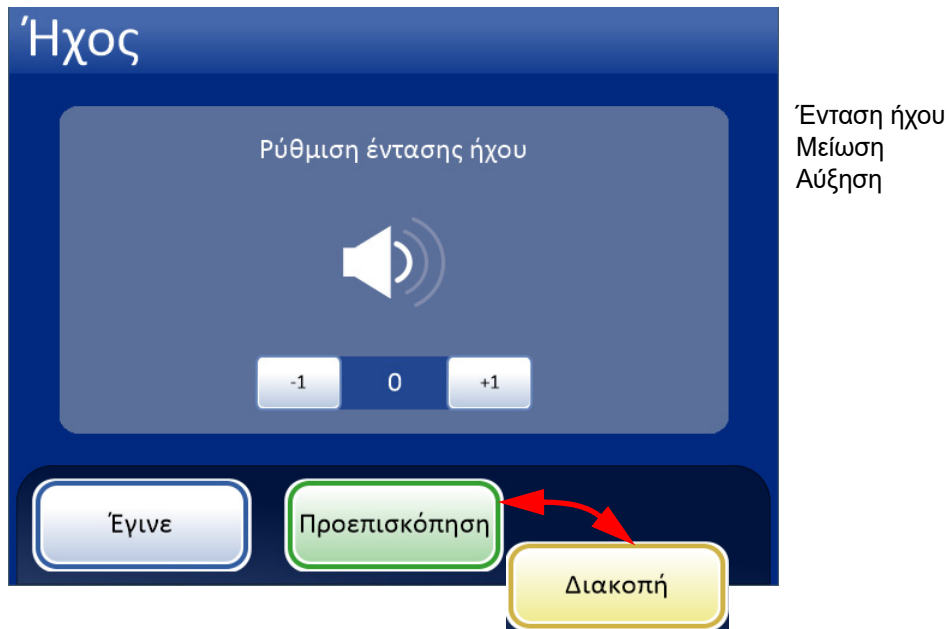 Ήχος
Ρύθμιση έντασης ήχου
-1 0 +1
Έγινε
Προεπισκόπηση
Διακοπή
Ένταση ήχου
Μείωση
Αύξηση